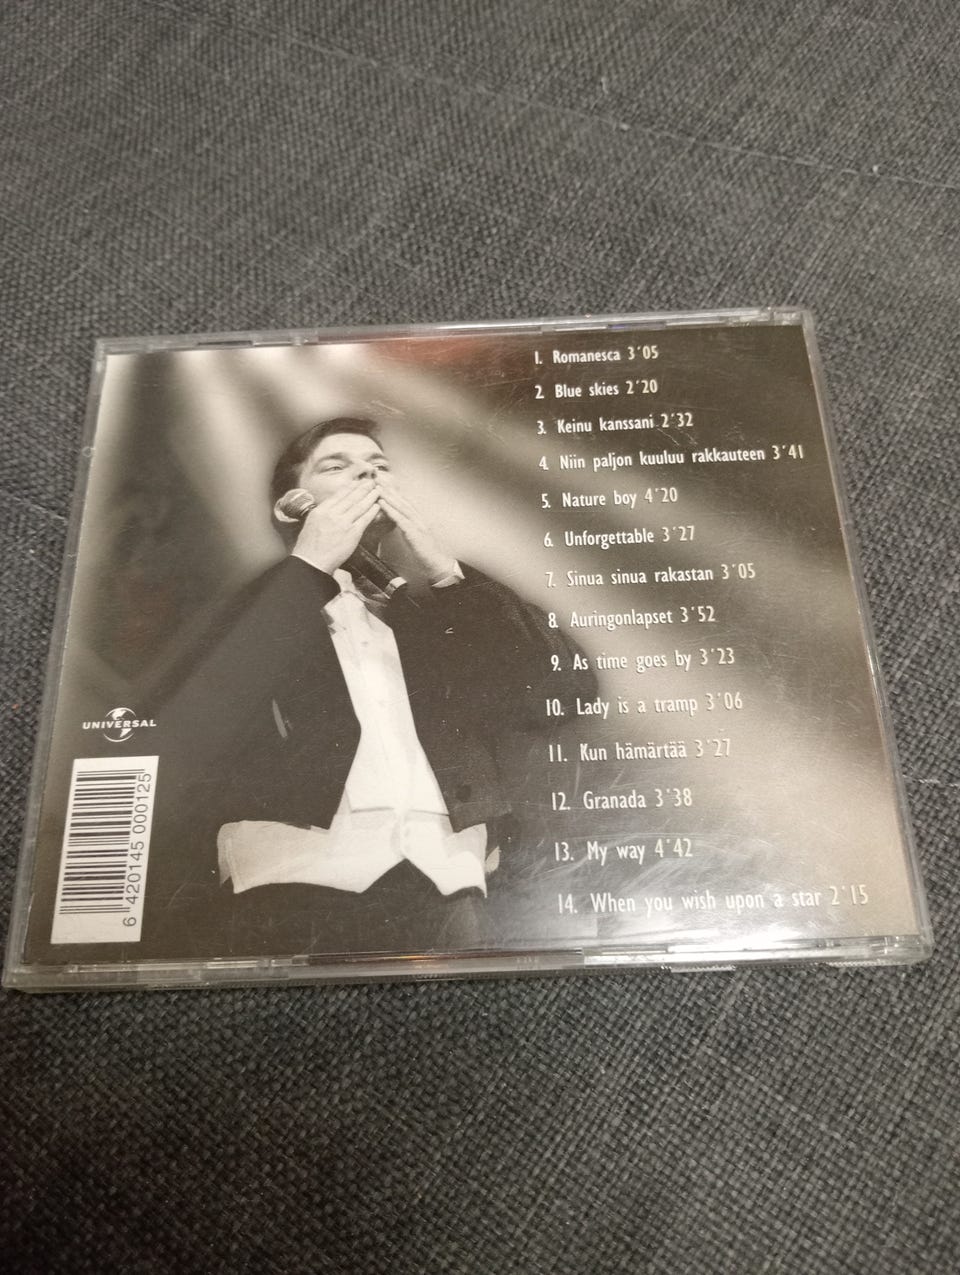 1. Romanesca 3'05
2. Blue skies 2'20
3. Keinu kanssani 2'32
4. Niin paljon kuuluu rakkauteen 3'41
5. Nature boy 4'20
6. Unforgettable 3'27
7. Sinua sinua rakastan 3'05
8. Auringonlapset 3'52
9. As time goes by 3'23
10. Lady is a tramp 3'06
11. Kun hämärtää 3'27
12. Granada 3'38
13. My way 4'42
14. When you wish upon a star 2'15
UNIVERSAL
6 420145 000125